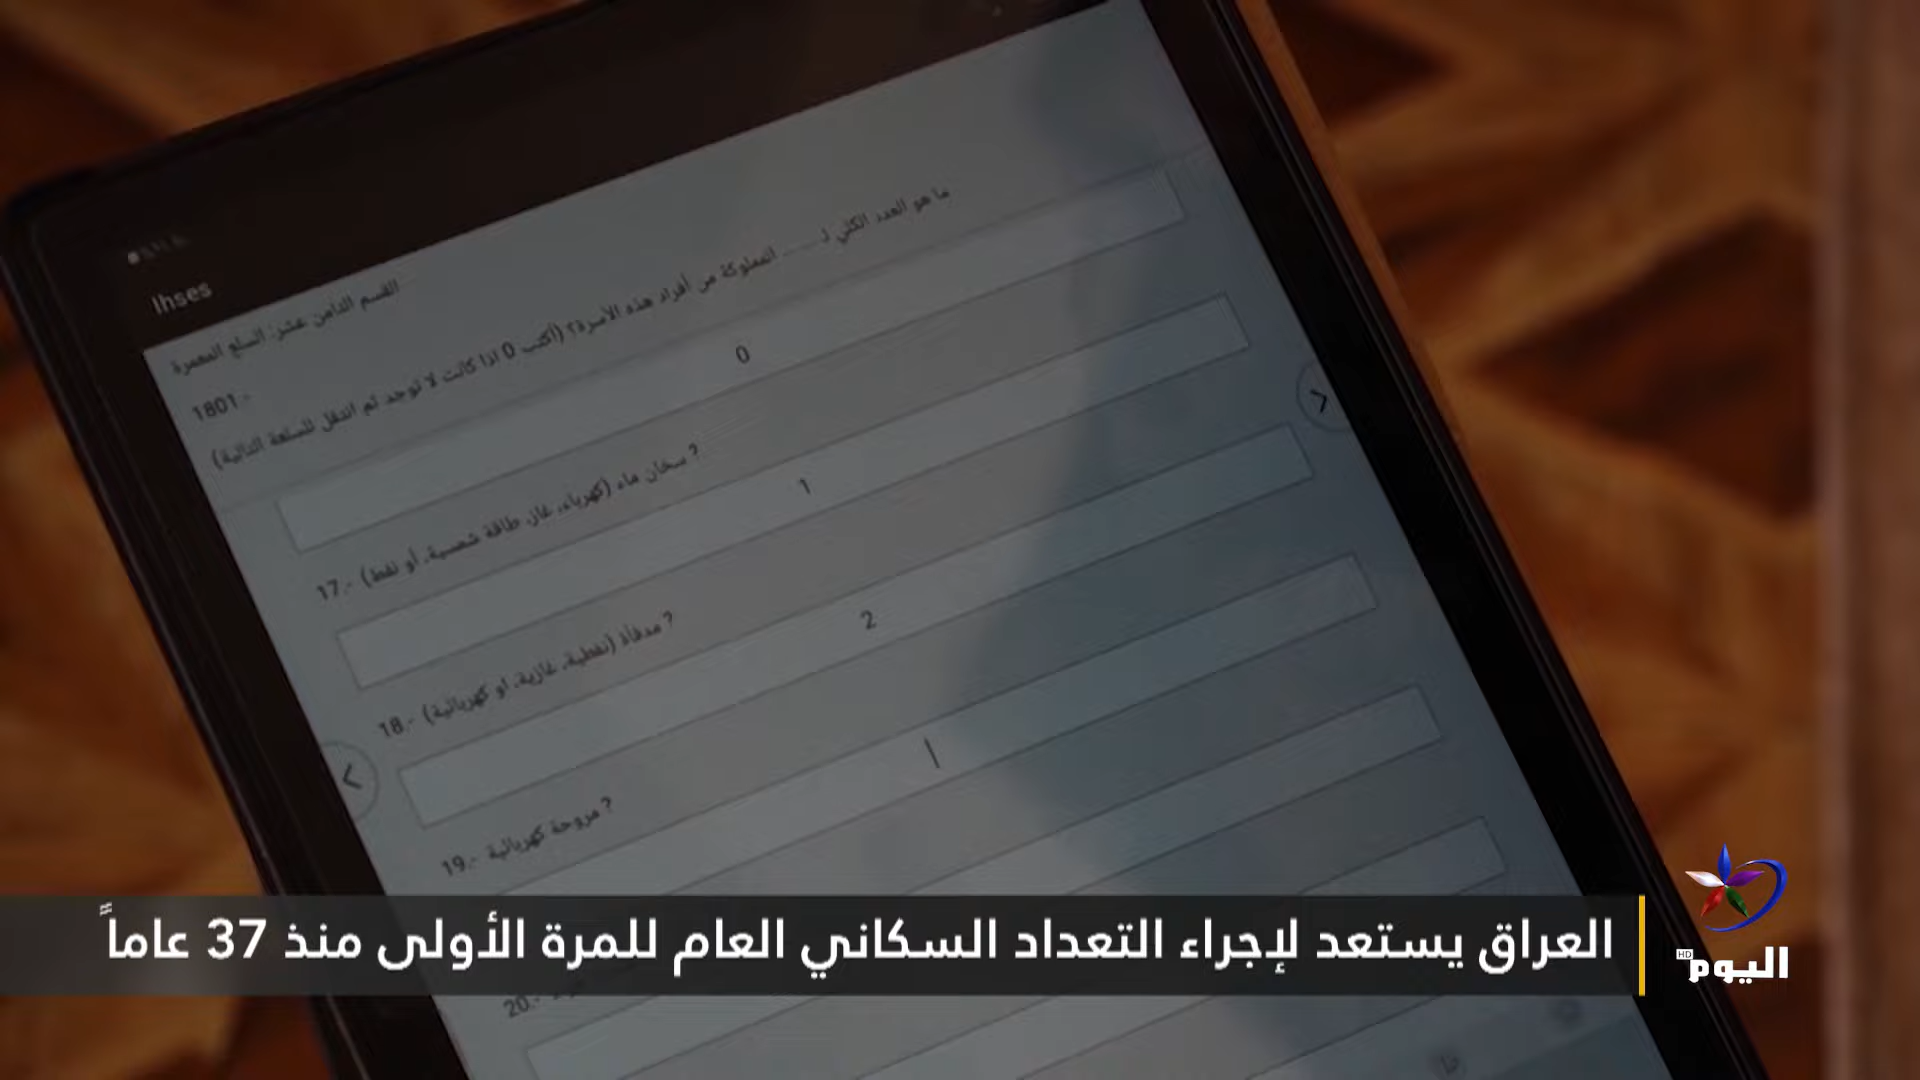 Ihses
القسم الثامن عشر: السلع المعمرة
1801.-
ما هو العدد الكلي لـ ..... المملوكة من أفراد هذه الأسرة؟ (أكتب 0 اذا كانت لا توجد ثم انتقل للسلعة التالية)
0
17.- سخان ماء (كهرباء، غاز، طاقة شمسية، أو نفط) ?
1
18.- مدفأة (نفطية، غازية، او كهربائية) ?
2
19.- مروحة كهربائية ?
20.-
العراق يستعد لإجراء التعداد السكاني العام للمرة الأولى منذ 37 عاماً
اليوم
HD